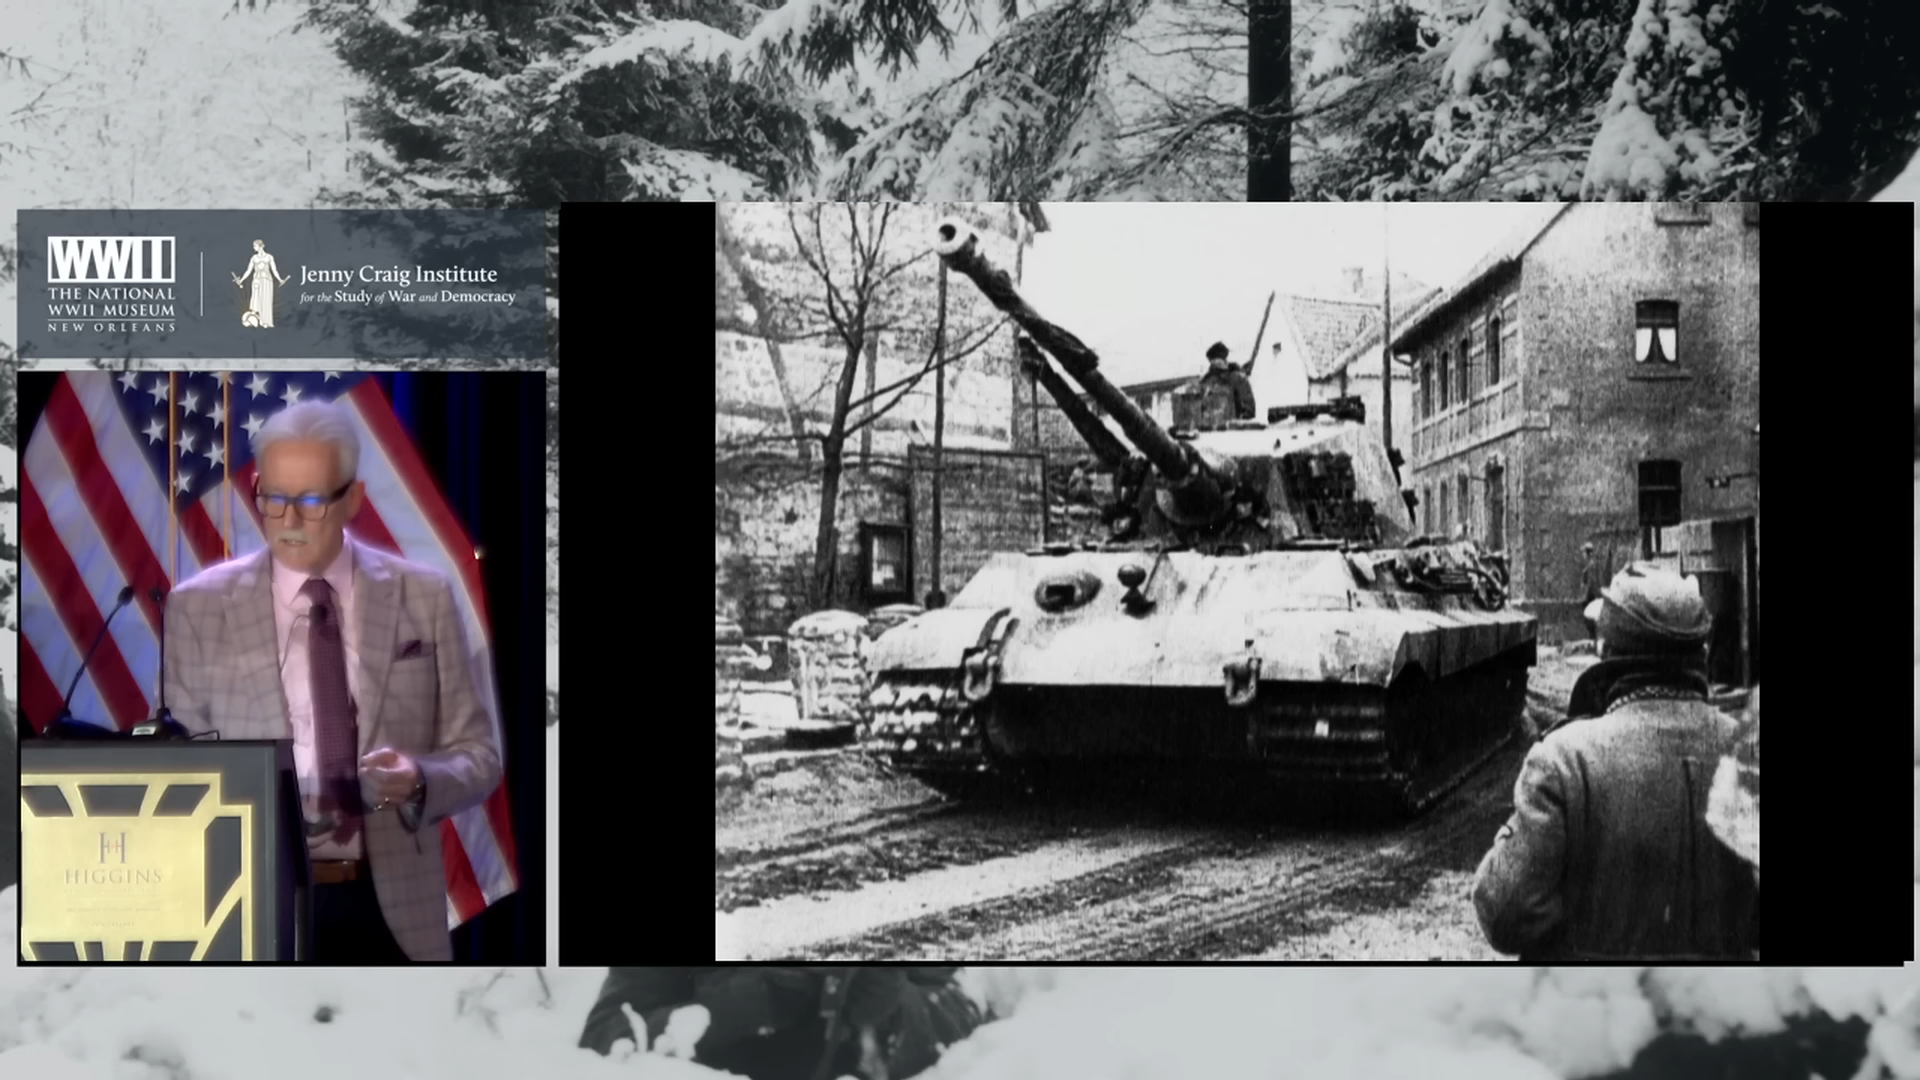 WWII
THE NATIONAL
WWII MUSEUM
NEW ORLEANS
Jenny Craig Institute
for the Study of War and Democracy
H
HIGGINS